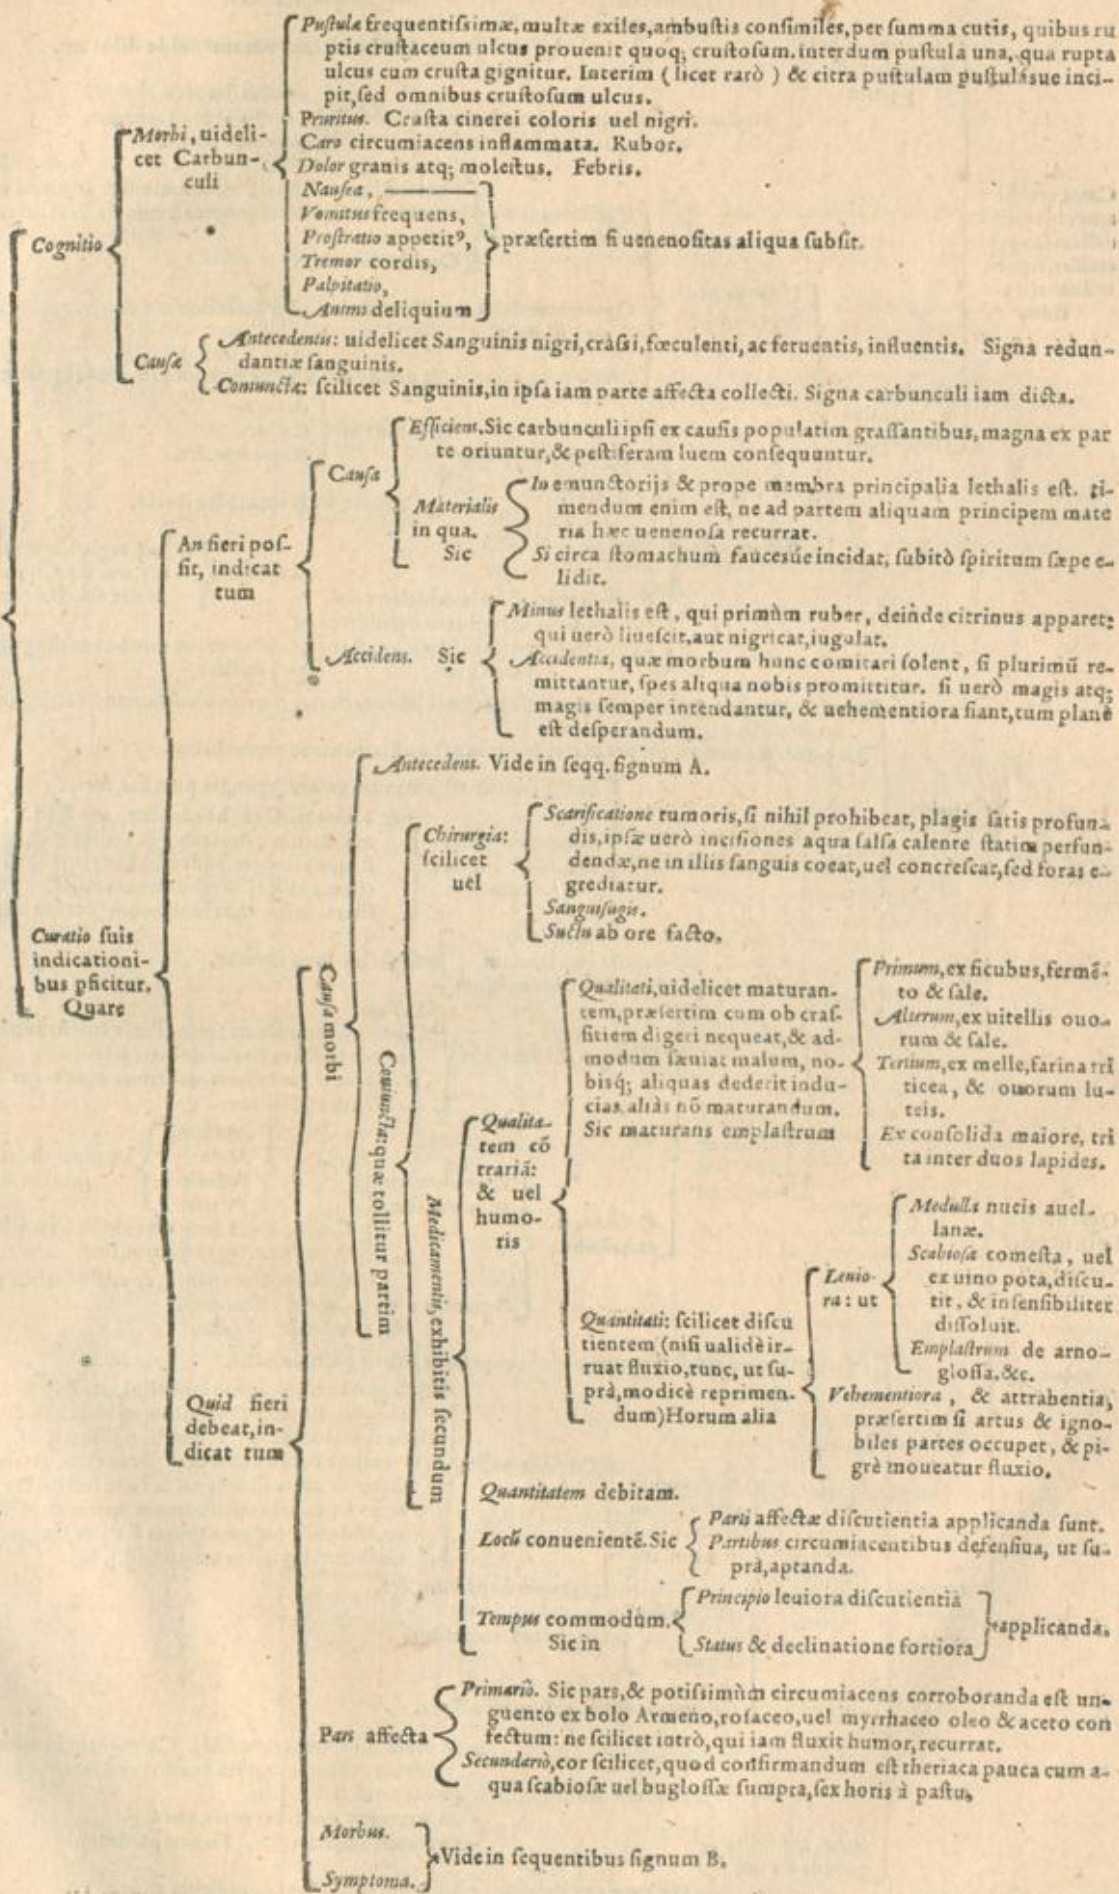 Pustulæ frequentissimæ, multæ exiles, ambustis consimiles, per summa cutis, quibus ru
ptis crustaceum ulcus prouenit quoq; crustosum. interdum pustula una, qua rupta
ulcus cum crusta gignitur. Interim (licet rarò) & citra pustulam pustulásue inci-
pit, sed omnibus crustosum ulcus.
Morbi, uideli-
cet Carbun-
culi
Pruritus. Crusta cinerei coloris uel nigri.
Caro circumiacens inflammata. Rubor.
Dolor grauis atq; molestus. Febris.
Nausea,
Vomitus frequens,
Prostratio appetitꝰ,
Tremor cordis,
Palpitatio,
Animi deliquium
præsertim si uenenositas aliqua subsit.
Cognitio
Causæ
Antecedentis: uidelicet Sanguinis nigri, crassi, fœculenti, ac feruentis, influentis. Signa redun-
dantiæ sanguinis.
Coniunctæ: scilicet Sanguinis, in ipsa iam parte affecta collecti. Signa carbunculi iam dicta.
Curatio suis
indicationi-
bus pficitur.
Quare
An fieri pos-
sit, indicat
tum
Causa
Efficiens. Sic carbunculi ipsi ex causis populatim grassantibus, magna ex par
te oriuntur, & pestiferam luem consequuntur.
Materialis
in qua.
Sic
In emunctorijs & prope membra principalia lethalis est. ti-
mendum enim est, ne ad partem aliquam principem mate
ria hæc uenenosa recurrat.
Si circa stomachum faucesúe incidat, subitò spiritum sæpe e-
lidit.
Accidens. Sic
Minus lethalis est, qui primùm ruber, deinde citrinus apparet:
qui uerò liuescit, aut nigricat, iugulat.
Accidentia, quæ morbum hunc comitari solent, si plurimū re-
mittantur, spes aliqua nobis promittitur. si uerò magis atq;
magis semper intendantur, & uehementiora fiant, tum planè
est desperandum.
Quid fieri
debeat, in-
dicat tum
Causa morbi
Antecedens. Vide in seqq. signum A.
Coniuncta: quæ tollitur partim
Chirurgia:
scilicet
uel
Scarificatione tumoris, si nihil prohibeat, plagis satis profun-
dis, ipsæ uerò incisiones aqua salsa calente statim perfun-
dendæ, ne in illis sanguis coeat, uel concrescat, sed foras e-
grediatur.
Sanguisugis.
Suctu ab ore facto.
Medicamentis, exhibitis secundum
Qualita-
tem cō
trariā:
& uel
humo-
ris
Qualitati, uidelicet maturan-
tem, præsertim cum ob cras-
sitiem digeri nequeat, & ad-
modum sæuiat malum, no-
bisq́; aliquas dederit indu-
cias. aliàs nō maturandum.
Sic maturans emplastrum
Primum, ex ficubus, fermē-
to & sale.
Alterum, ex uitellis ouo-
rum & sale.
Tertium, ex melle, farina tri
ticea, & ouorum lu-
teis.
Ex consolida maiore, tri
ta inter duos lapides.
Quantitati: scilicet discu
tientem (nisi ualidè ir-
ruat fluxio, tunc, ut su-
prà, modicè reprimen-
dum) Horum alia
Leuio-
ra: ut
Medulla nucis auel-
lanæ.
Scabiosa comesta, uel
ex uino pota, discu-
tit, & insensibiliter
dissoluit.
Emplastrum de arno-
glossa. &c.
Vehementiora, & attrahentia,
præsertim si artus & igno-
biles partes occupet, & pi-
grè moueatur fluxio.
Quantitatem debitam.
Locū conuenientē. Sic
Parti affectæ discutientia applicanda sunt.
Partibus circumiacentibus defensiua, ut su-
prà, aptanda.
Tempus commodum.
Sic in
Principio leuiora discutientia
Status & declinatione fortiora
applicanda.
Pars affecta
Primariò. Sic pars, & potissimùm circumiacens corroboranda est un-
guento ex bolo Armeno, rosaceo, uel myrrhaceo oleo & aceto con
fectum: ne scilicet intrò, qui iam fluxit humor, recurrat.
Secundariò, cor scilicet, quod confirmandum est theriaca pauca cum a-
qua scabiosæ uel buglossæ sumpta, sex horis à pastu.
Morbus.
Symptoma.
Vide in sequentibus signum B.